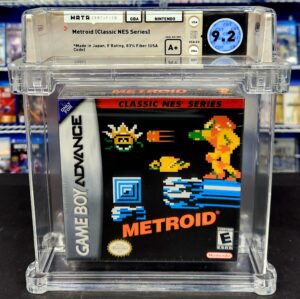 WATA CERTIFIED GBA NINTENDO
Metroid [Classic NES Series]
*Made in Japan, E Rating, 63% Fiber (USA Code)
A+
9.2
CLASSIC NES SERIES
GAME BOY ADVANCE
METROID
E
Nintendo